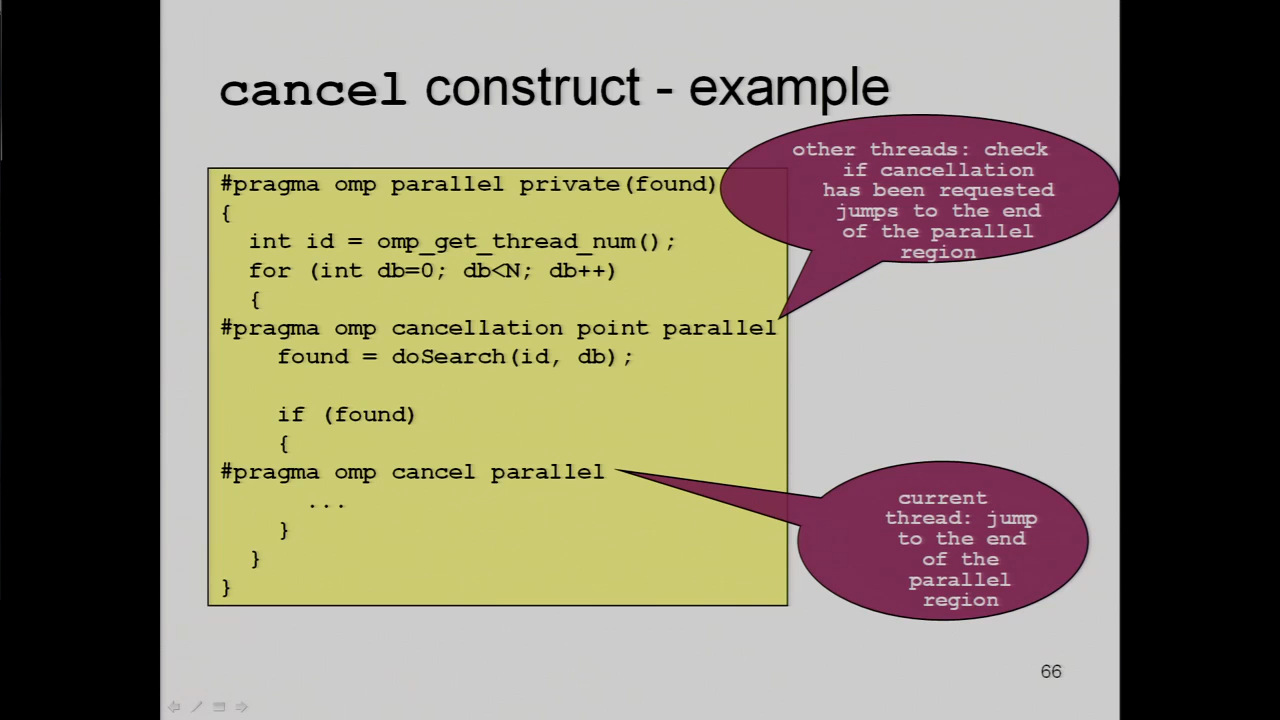 cancel construct - example
#pragma omp parallel private(found)
{
int id = omp_get_thread_num();
for (int db=0; db<N; db++)
{
#pragma omp cancellation point parallel
found = doSearch(id, db);
if (found)
{
#pragma omp cancel parallel
...
}
}
}
other threads: check
if cancellation
has been requested
jumps to the end
of the parallel
region
current
thread: jump
to the end
of the
parallel
region
66